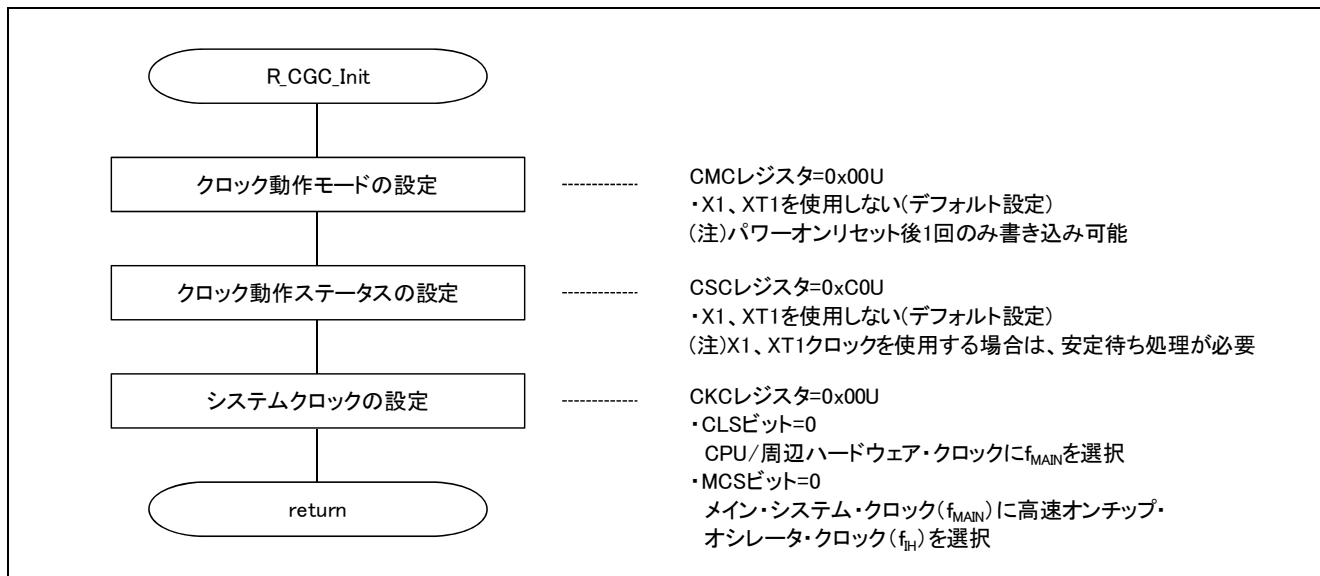 R_CGC_Init
クロック動作モードの設定
CMCレジスタ=0x00U
・X1、XT1を使用しない(デフォルト設定)
(注)パワーオンリセット後1回のみ書き込み可能
クロック動作ステータスの設定
CSCレジスタ=0xC0U
・X1、XT1を使用しない(デフォルト設定)
(注)X1、XT1クロックを使用する場合は、安定待ち処理が必要
システムクロックの設定
CKCレジスタ=0x00U
・CLSビット=0
CPU/周辺ハードウェア・クロックにfMAINを選択
・MCSビット=0
メイン・システム・クロック(fMAIN)に高速オンチップ・
オシレータ・クロック(fIH)を選択
return